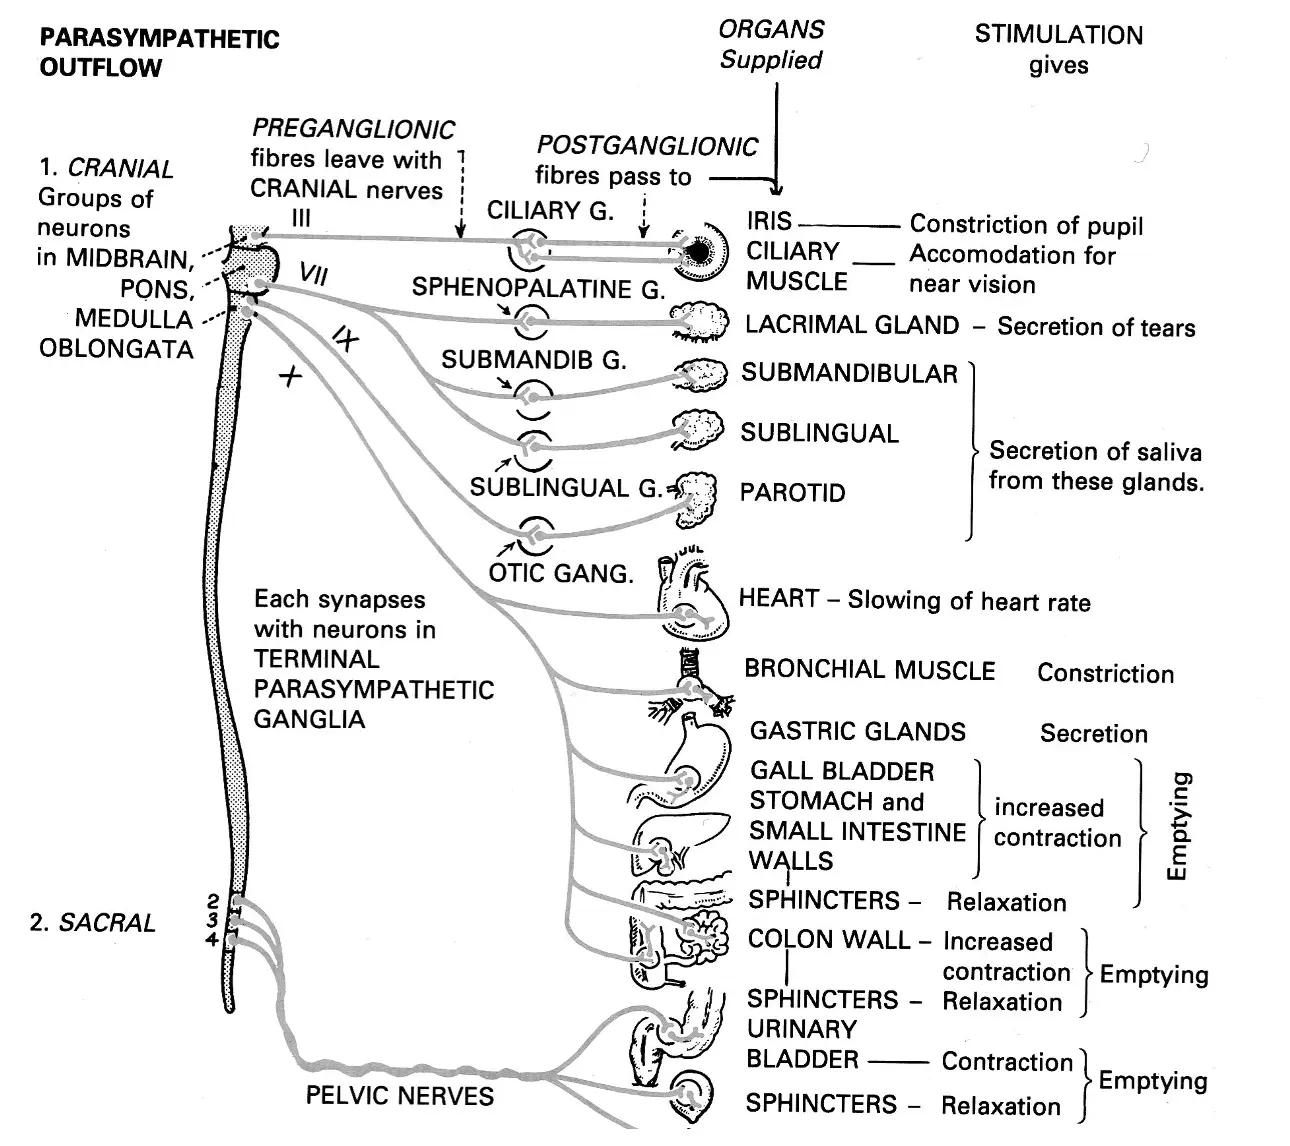 PARASYMPATHETIC
OUTFLOW
ORGANS
Supplied
STIMULATION
gives
PREGANGLIONIC
fibres leave with
CRANIAL nerves
III
POSTGANGLIONIC
fibres pass to
1. CRANIAL
Groups of
neurons
in MIDBRAIN,
PONS,
MEDULLA
OBLONGATA
VII
IX
X
CILIARY G.
SPHENOPALATINE G.
SUBMANDIB G.
SUBLINGUAL G.
OTIC GANG.
IRIS — Constriction of pupil
CILIARY — Accomodation for
MUSCLE near vision
LACRIMAL GLAND – Secretion of tears
SUBMANDIBULAR
SUBLINGUAL
PAROTID
Secretion of saliva
from these glands.
HEART – Slowing of heart rate
Each synapses
with neurons in
TERMINAL
PARASYMPATHETIC
GANGLIA
BRONCHIAL MUSCLE Constriction
GASTRIC GLANDS Secretion
GALL BLADDER
STOMACH and
SMALL INTESTINE
WALLS
increased
contraction
Emptying
SPHINCTERS – Relaxation
2. SACRAL
2
3
4
COLON WALL – Increased
contraction
Emptying
SPHINCTERS – Relaxation
URINARY
BLADDER — Contraction
Emptying
SPHINCTERS – Relaxation
PELVIC NERVES